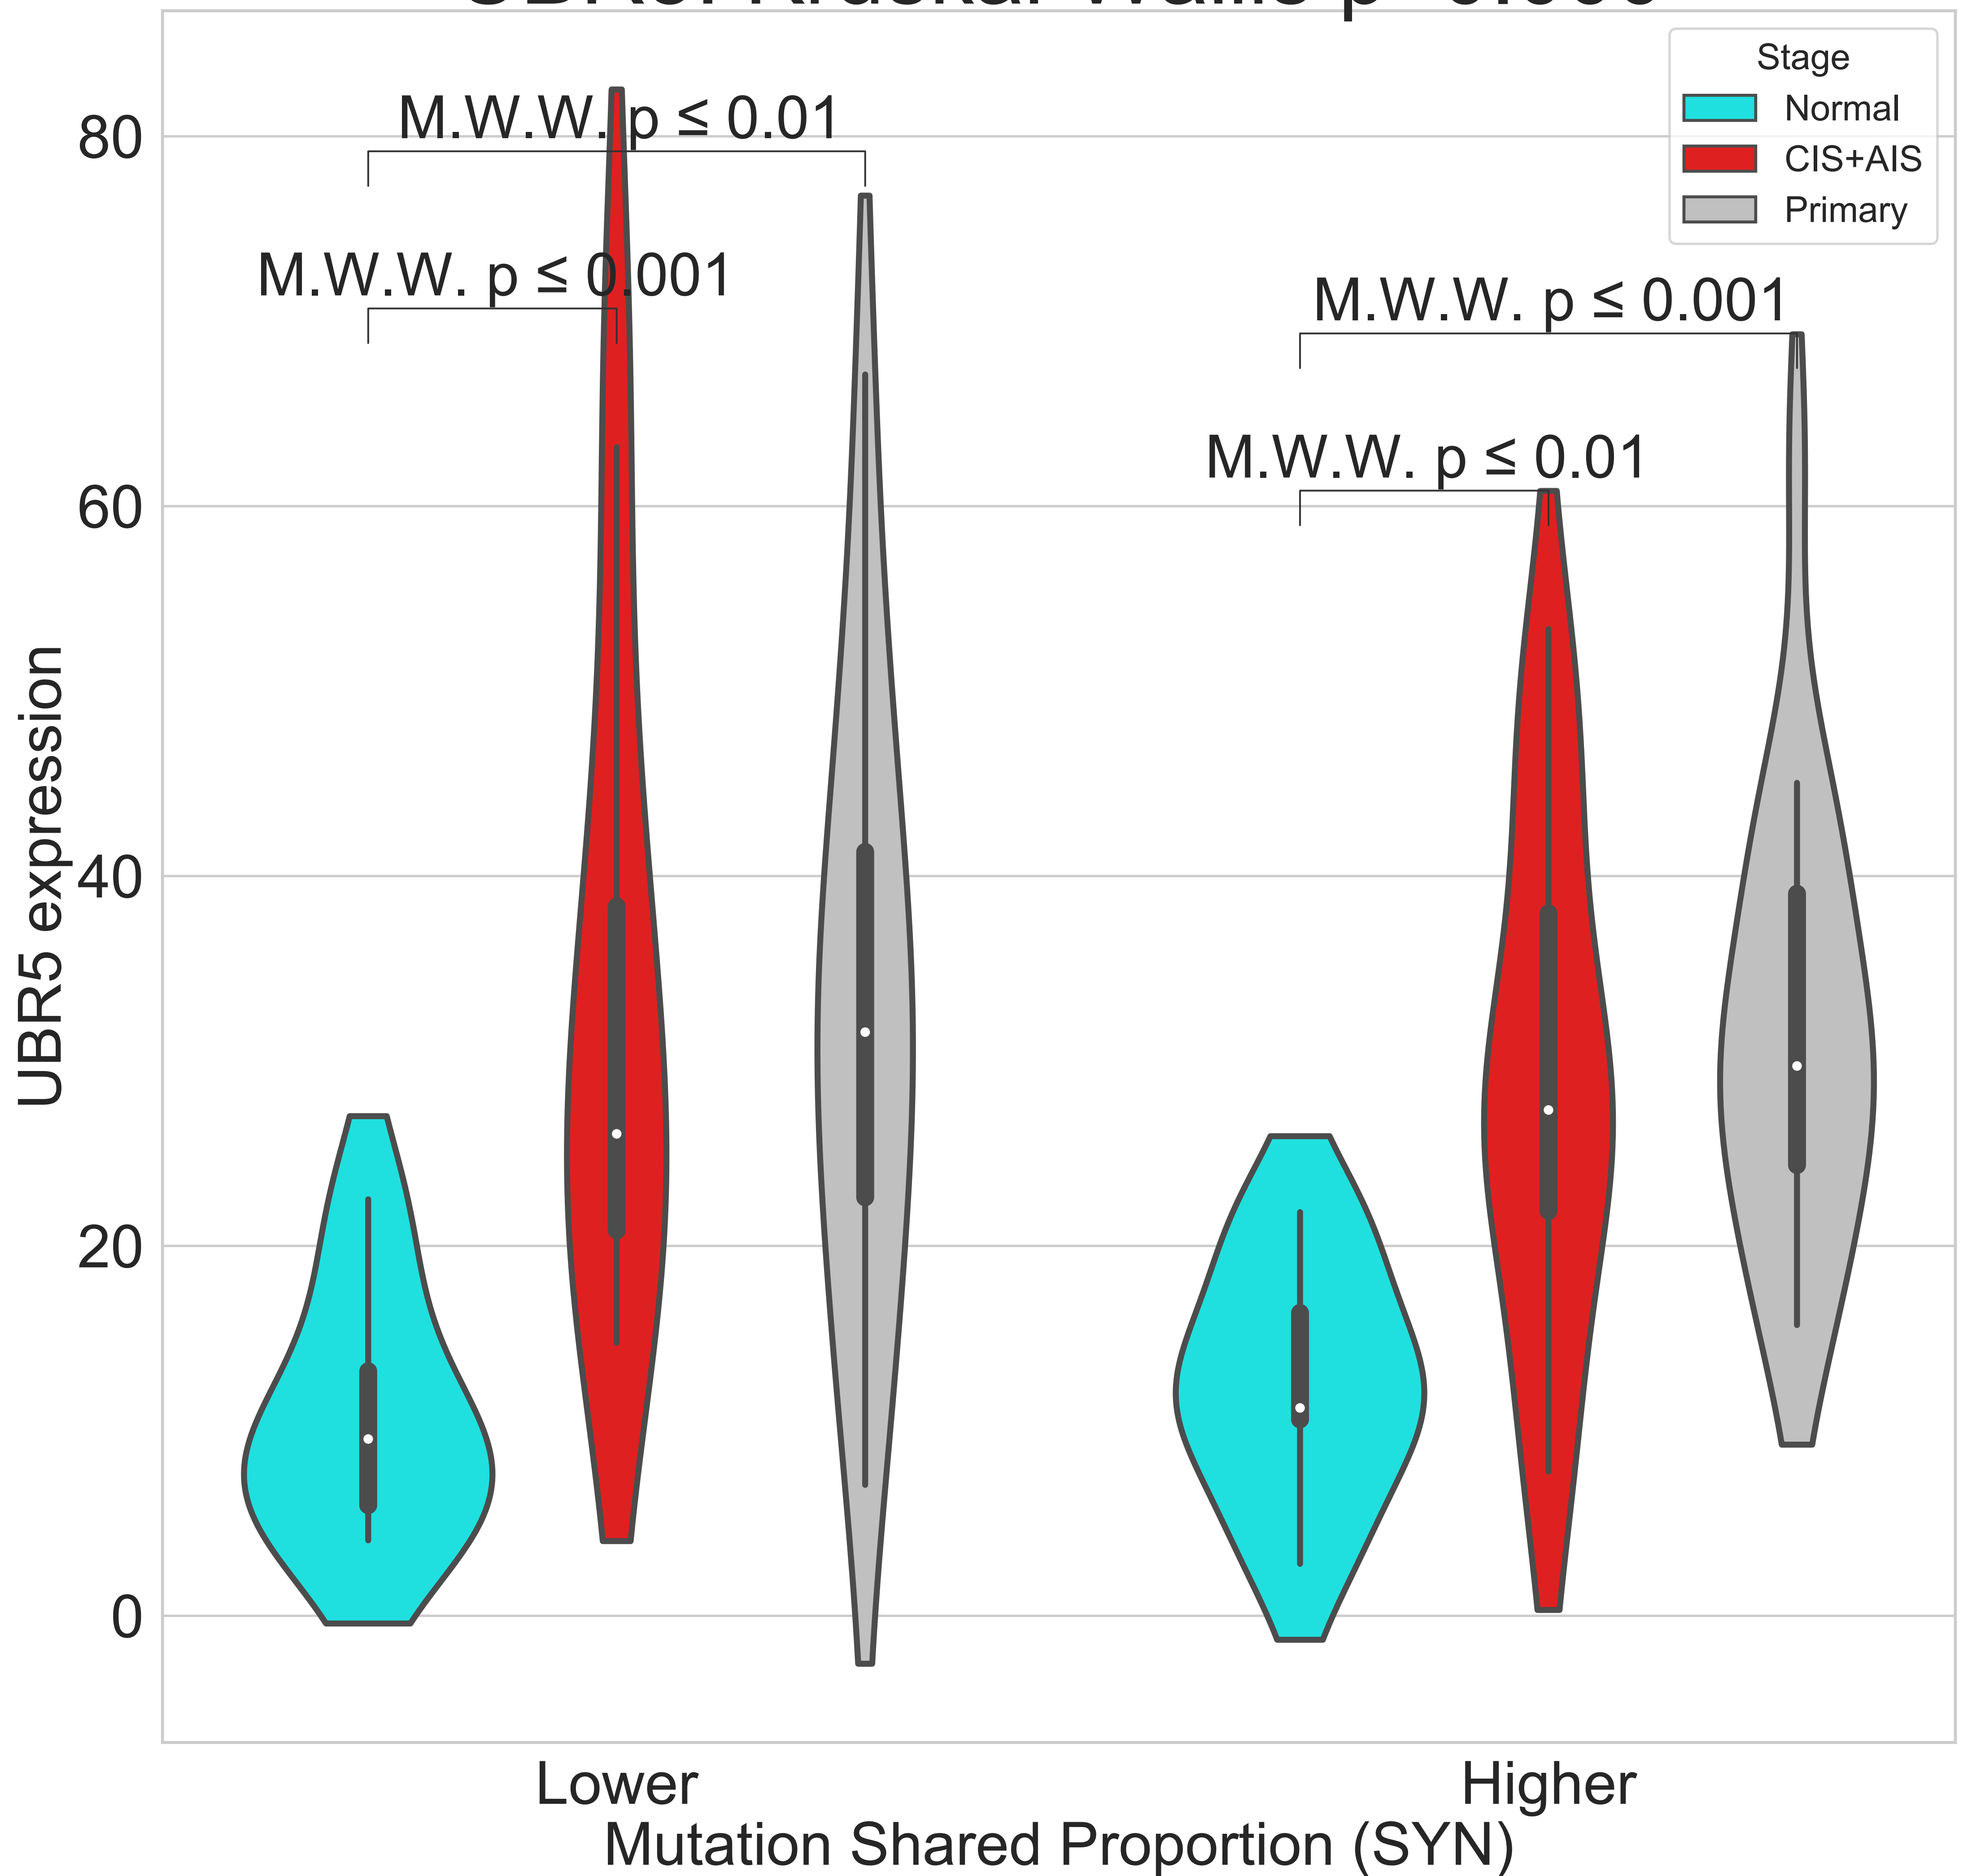 Stage
Normal
CIS+AIS
Primary
M.W.W. p ≤ 0.01
M.W.W. p ≤ 0.001
M.W.W. p ≤ 0.001
M.W.W. p ≤ 0.01
80
60
40
20
0
UBR5 expression
Lower
Higher
Mutation Shared Proportion (SYN)